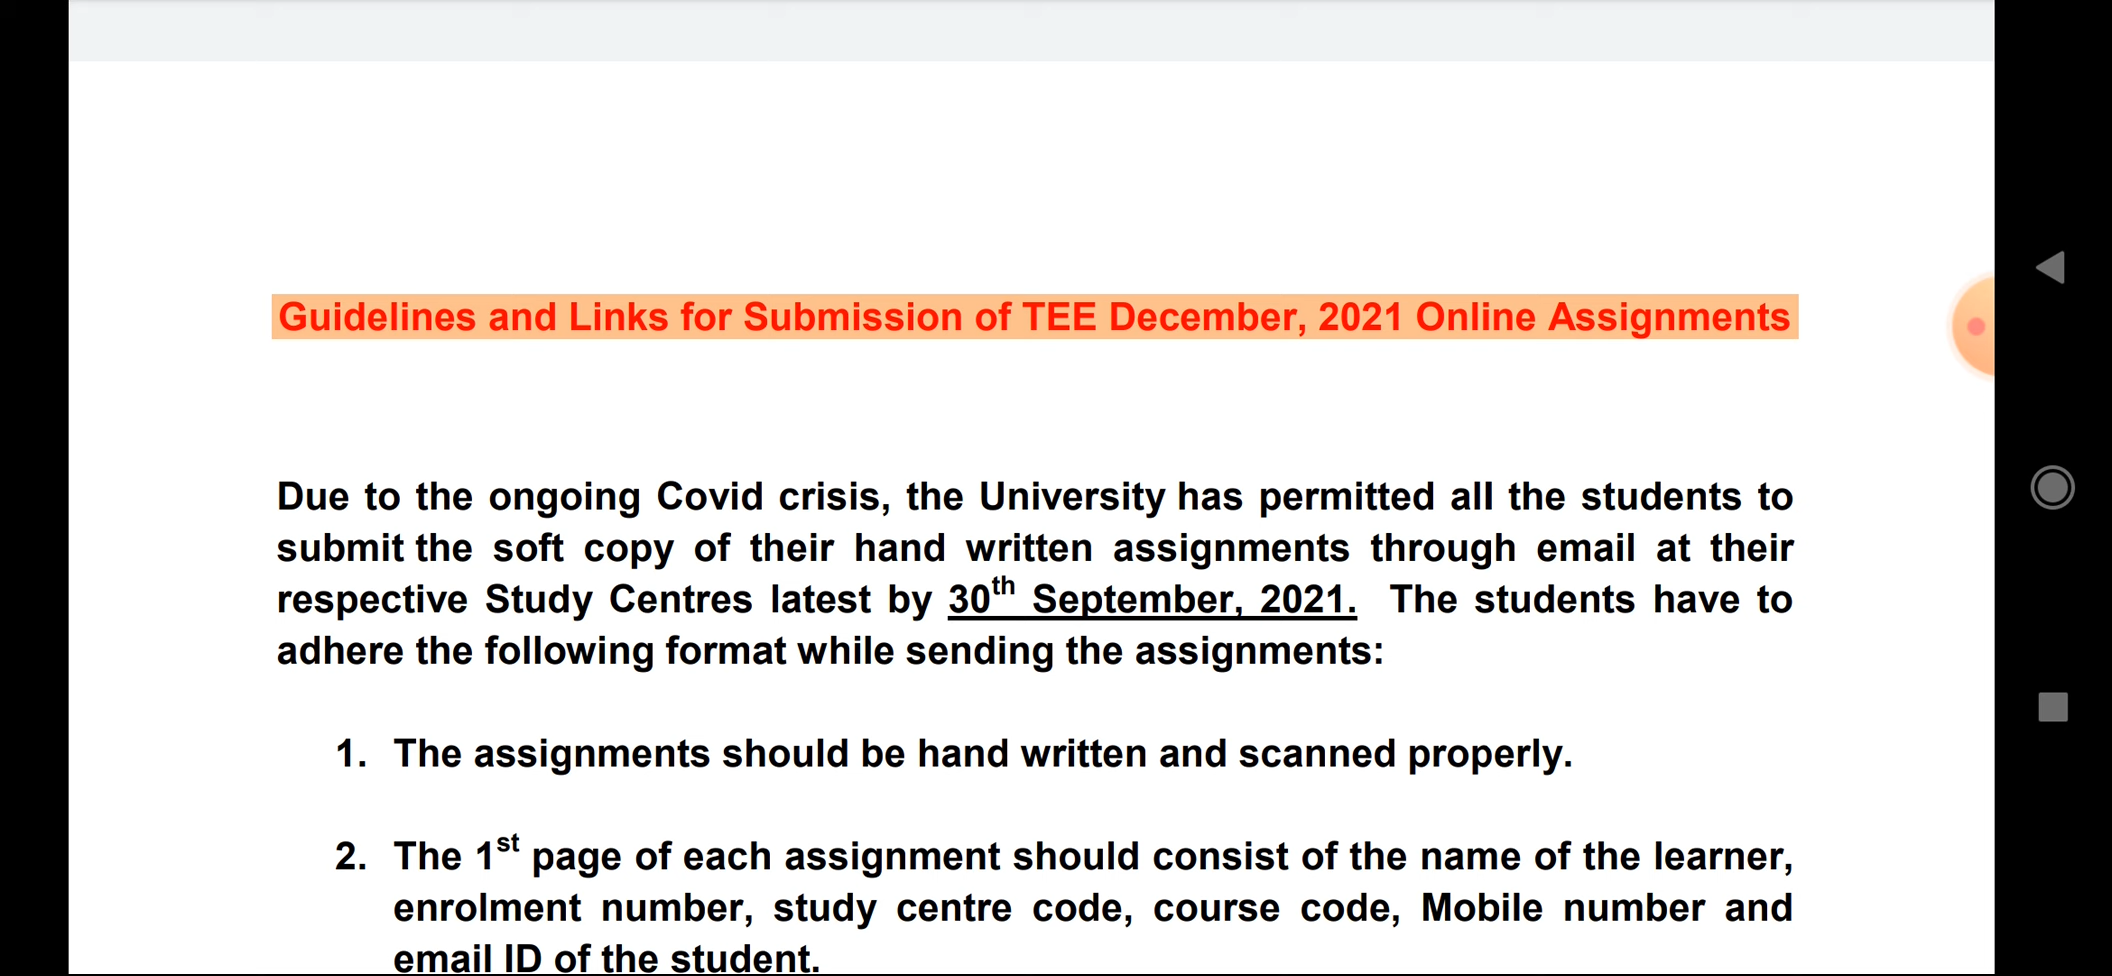 Guidelines and Links for Submission of TEE December, 2021 Online Assignments
Due to the ongoing Covid crisis, the University has permitted all the students to
submit the soft copy of their hand written assignments through email at their
respective Study Centres latest by 30th September, 2021. The students have to
adhere the following format while sending the assignments:
1. The assignments should be hand written and scanned properly.
2. The 1st page of each assignment should consist of the name of the learner,
enrolment number, study centre code, course code, Mobile number and
email ID of the student.